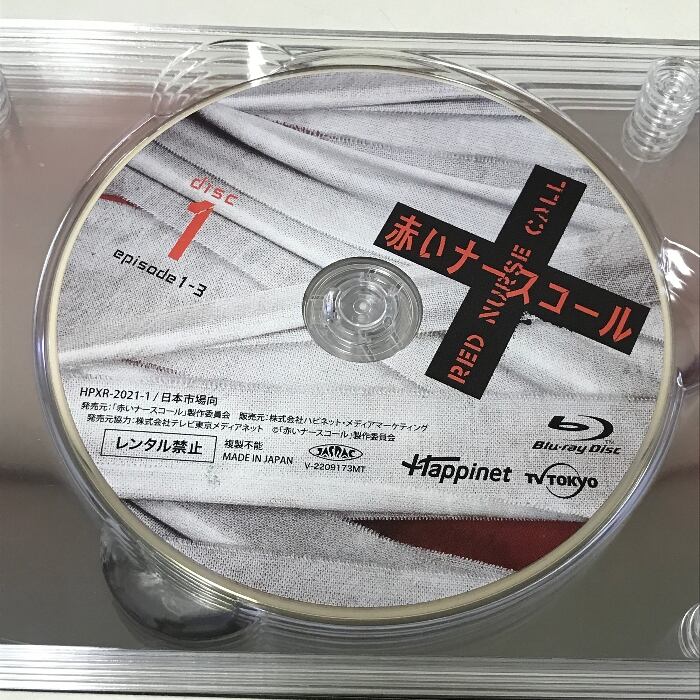 disc
1
episode 1-3
赤いナースコール
RED NURSE CALL
HPXR-2021-1 / 日本市場向
発売元:「赤いナースコール」製作委員会 販売元:株式会社ハピネット・メディアマーケティング
発売元協力:株式会社テレビ東京メディアネット ©「赤いナースコール」製作委員会
レンタル禁止
複製不能
MADE IN JAPAN
JASRAC
V-2209173MT
Happinet
TV TOKYO
Blu-ray Disc